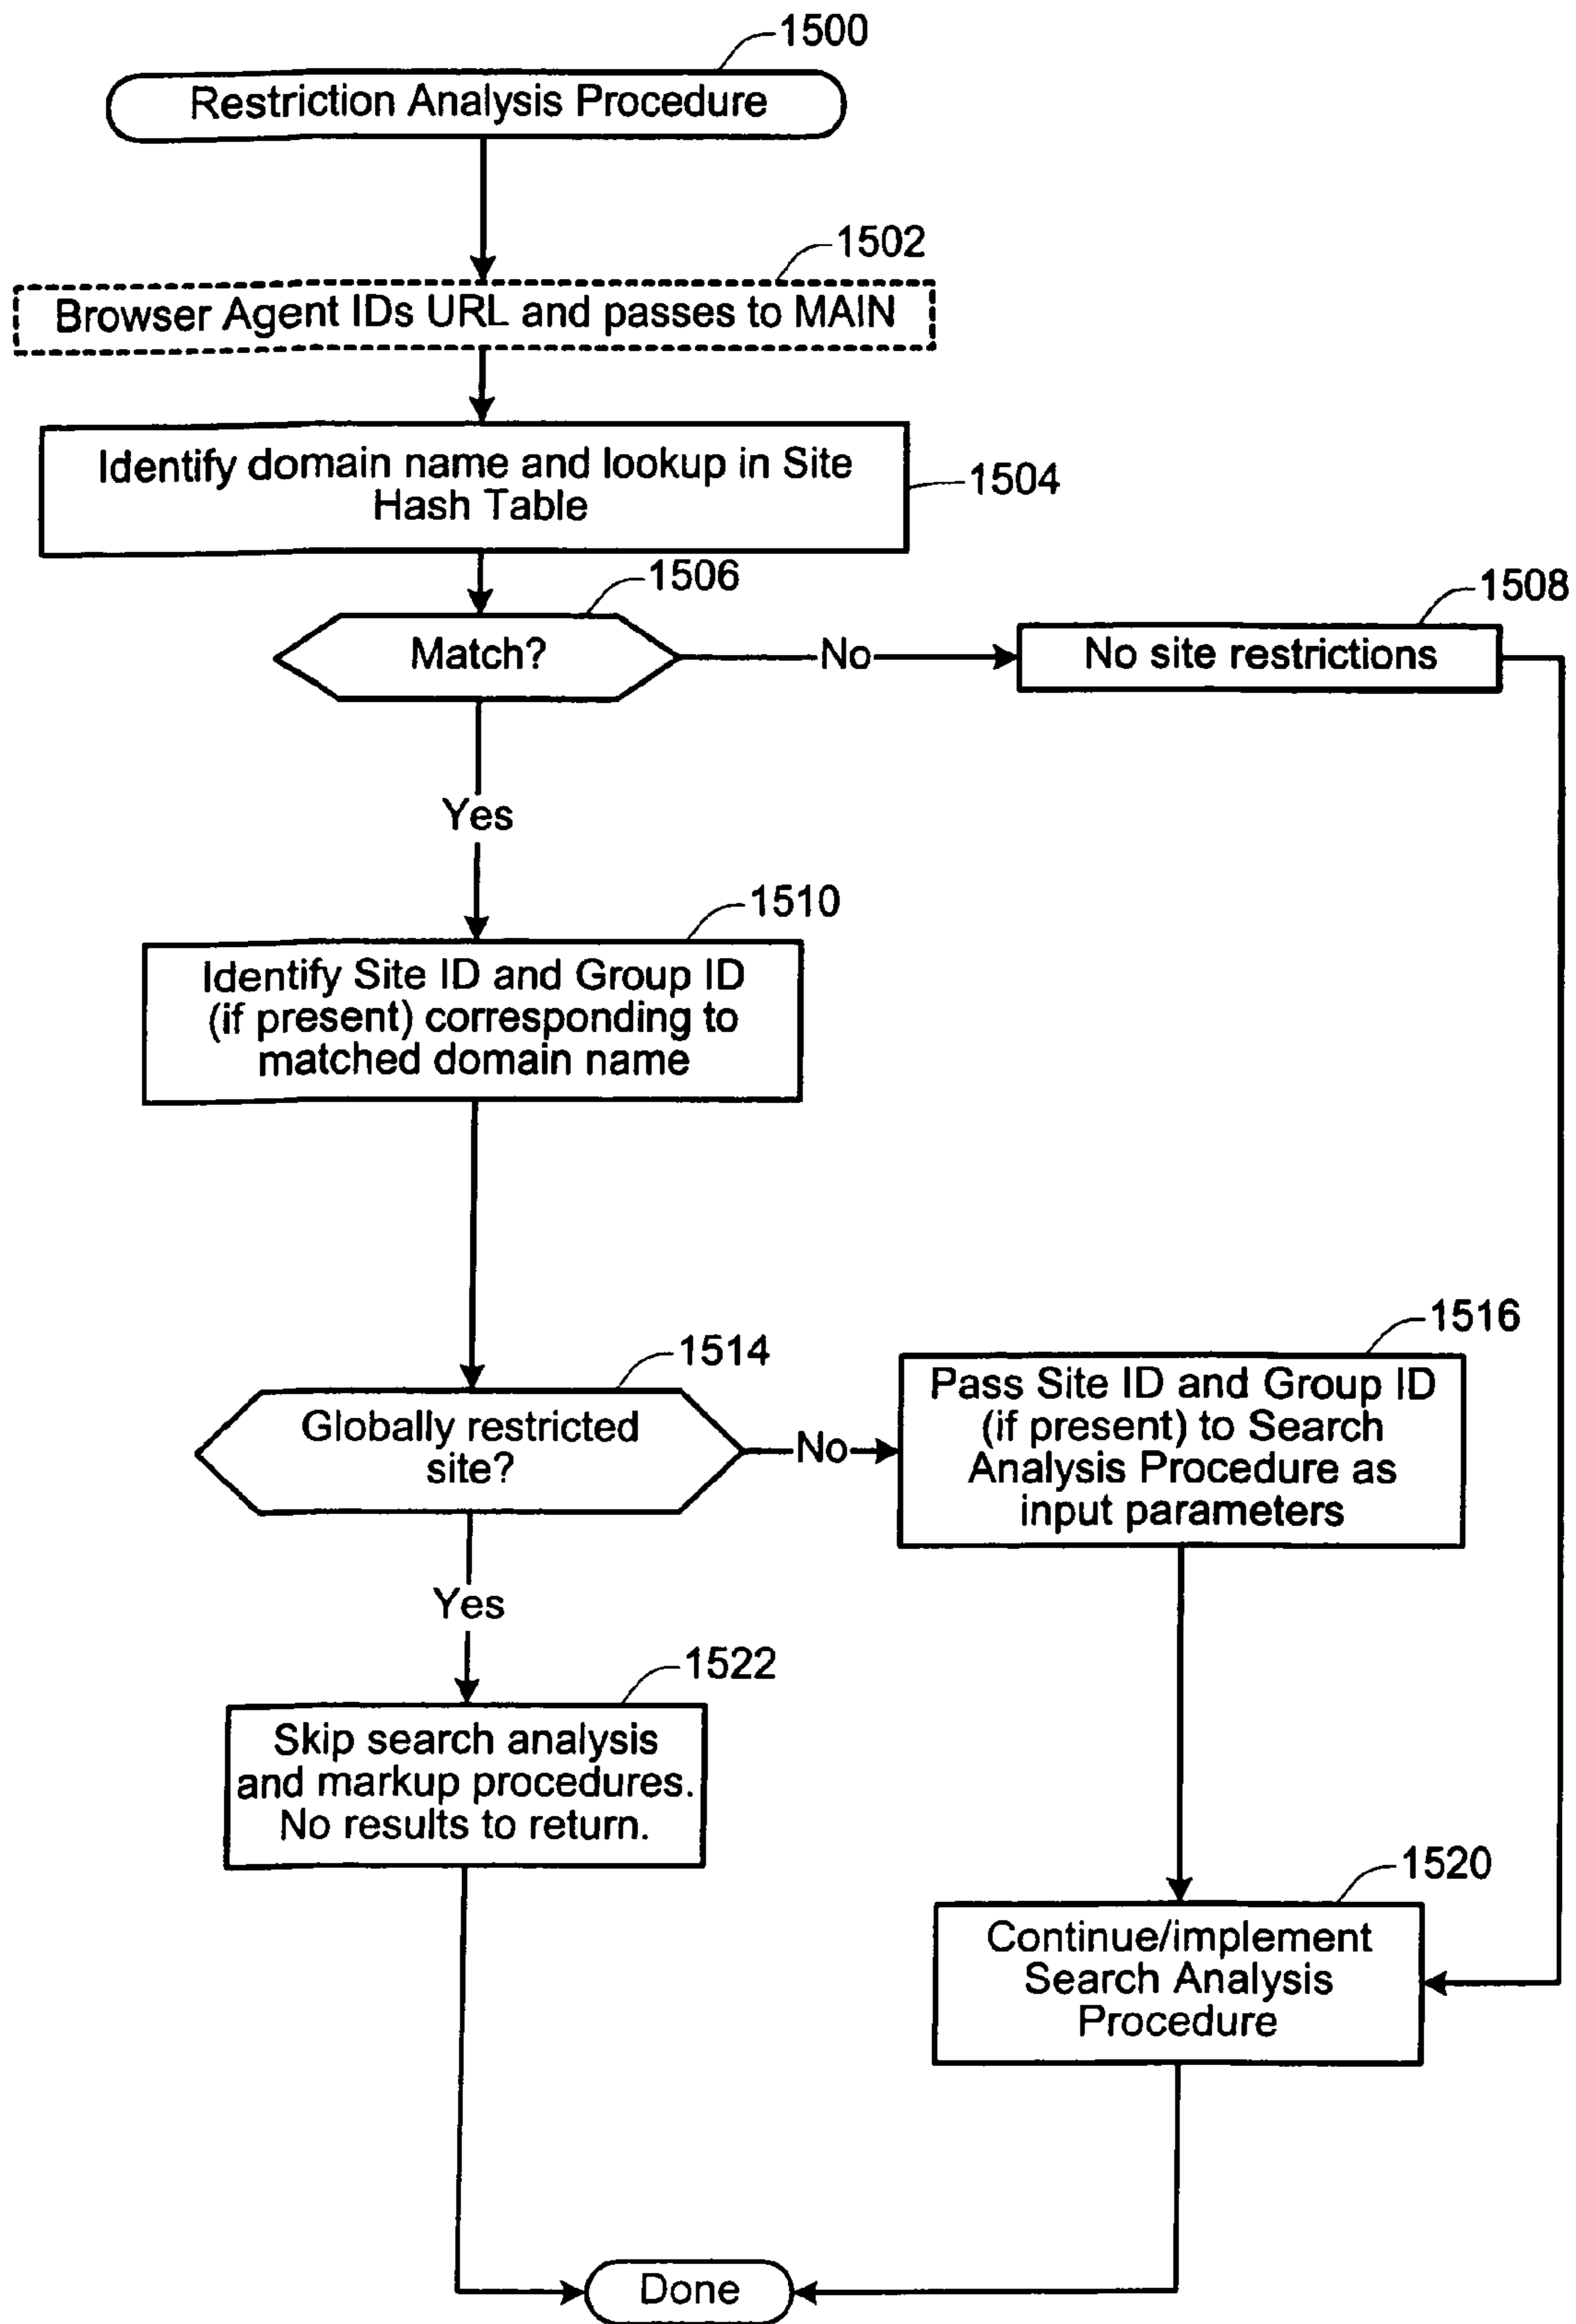 1500
Restriction Analysis Procedure
1502
Browser Agent IDs URL and passes to MAIN
Identify domain name and lookup in Site
Hash Table
1504
1506
Match?
No
1508
No site restrictions
Yes
1510
Identify Site ID and Group ID
(if present) corresponding to
matched domain name
1514
Globally restricted
site?
No
1516
Pass Site ID and Group ID
(if present) to Search
Analysis Procedure as
input parameters
Yes
1522
Skip search analysis
and markup procedures.
No results to return.
1520
Continue/implement
Search Analysis
Procedure
Done